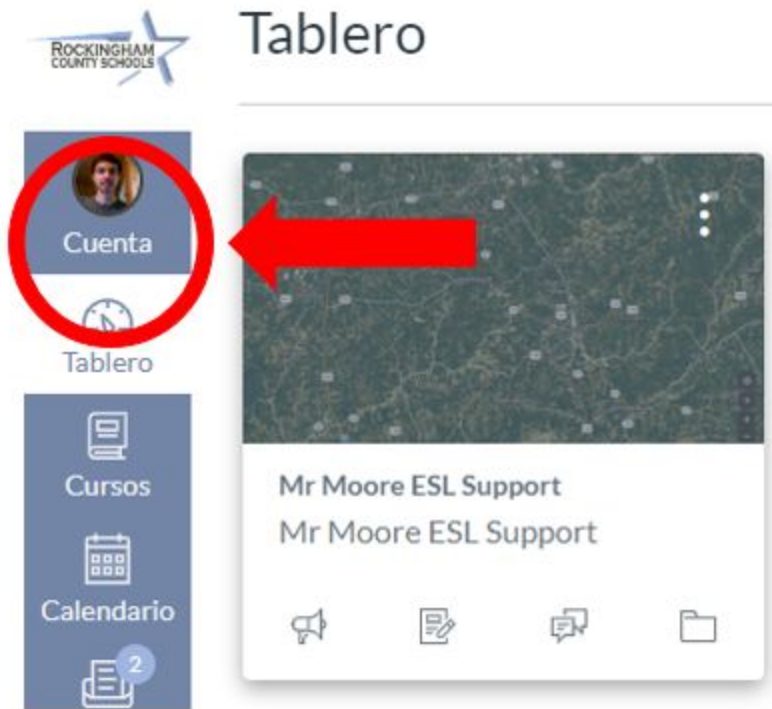 ROCKINGHAM
COUNTY SCHOOLS
Tablero
Cuenta
Tablero
Cursos
Calendario
2
Mr Moore ESL Support
Mr Moore ESL Support